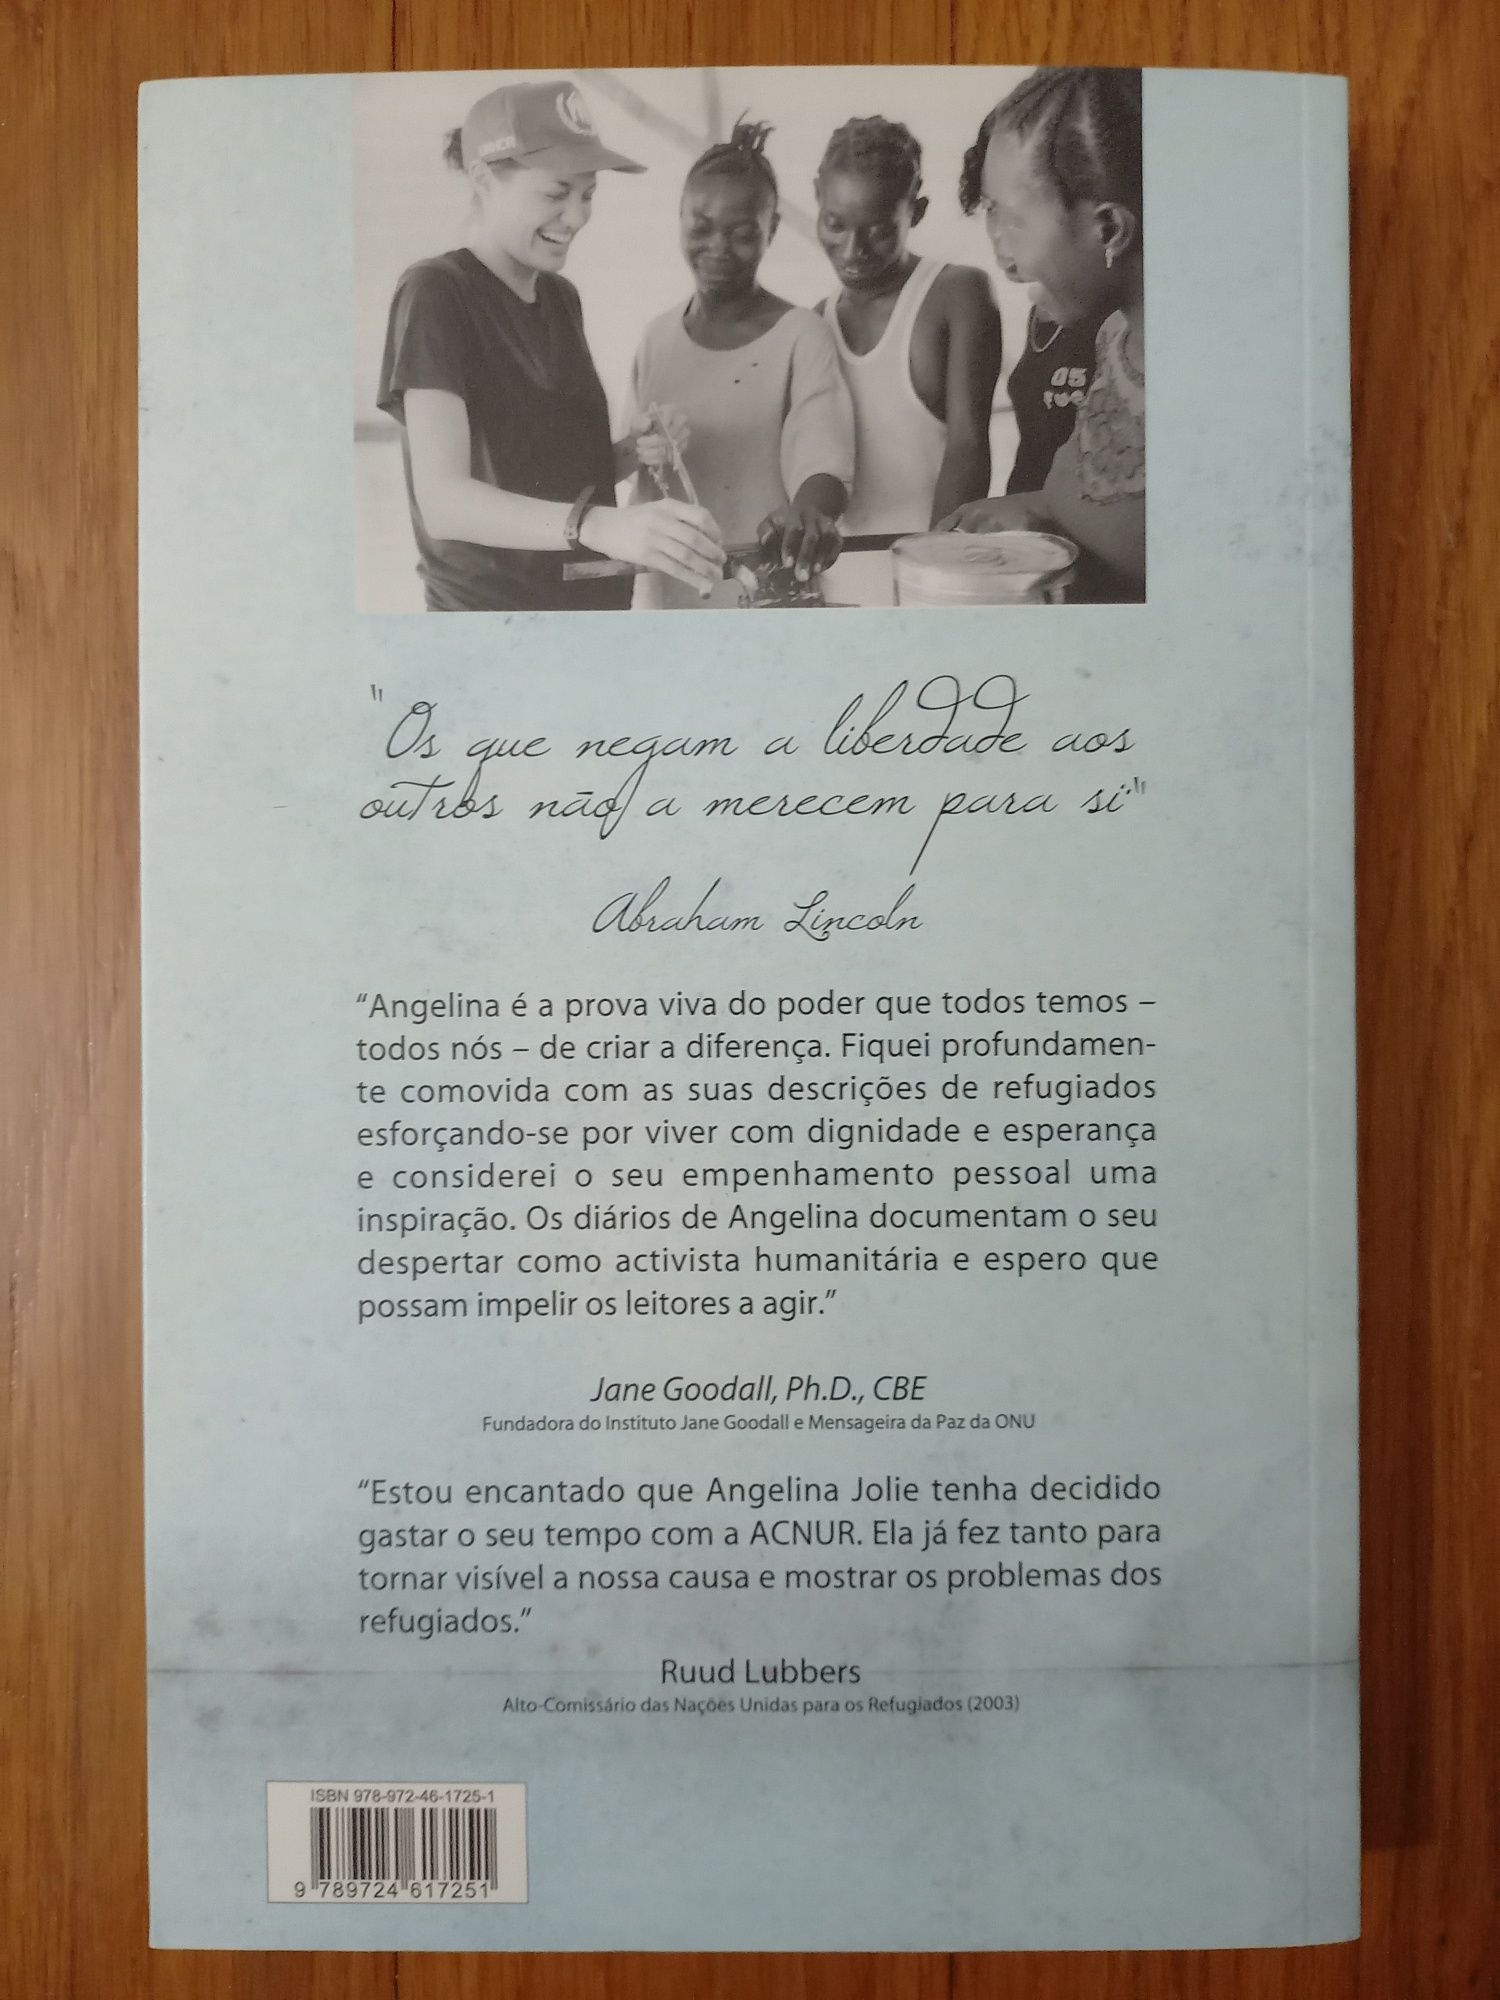 "Os que negam a liberdade aos
outros não a merecem para si"
Abraham Lincoln
“Angelina é a prova viva do poder que todos temos –
todos nós – de criar a diferença. Fiquei profundamen-
te comovida com as suas descrições de refugiados
esforçando-se por viver com dignidade e esperança
e considerei o seu empenhamento pessoal uma
inspiração. Os diários de Angelina documentam o seu
despertar como activista humanitária e espero que
possam impelir os leitores a agir.”
Jane Goodall, Ph.D., CBE
Fundadora do Instituto Jane Goodall e Mensageira da Paz da ONU
“Estou encantado que Angelina Jolie tenha decidido
gastar o seu tempo com a ACNUR. Ela já fez tanto para
tornar visível a nossa causa e mostrar os problemas dos
refugiados.”
Ruud Lubbers
Alto-Comissário das Nações Unidas para os Refugiados (2003)
ISBN 978-972-46-1725-1
9 789724 617251